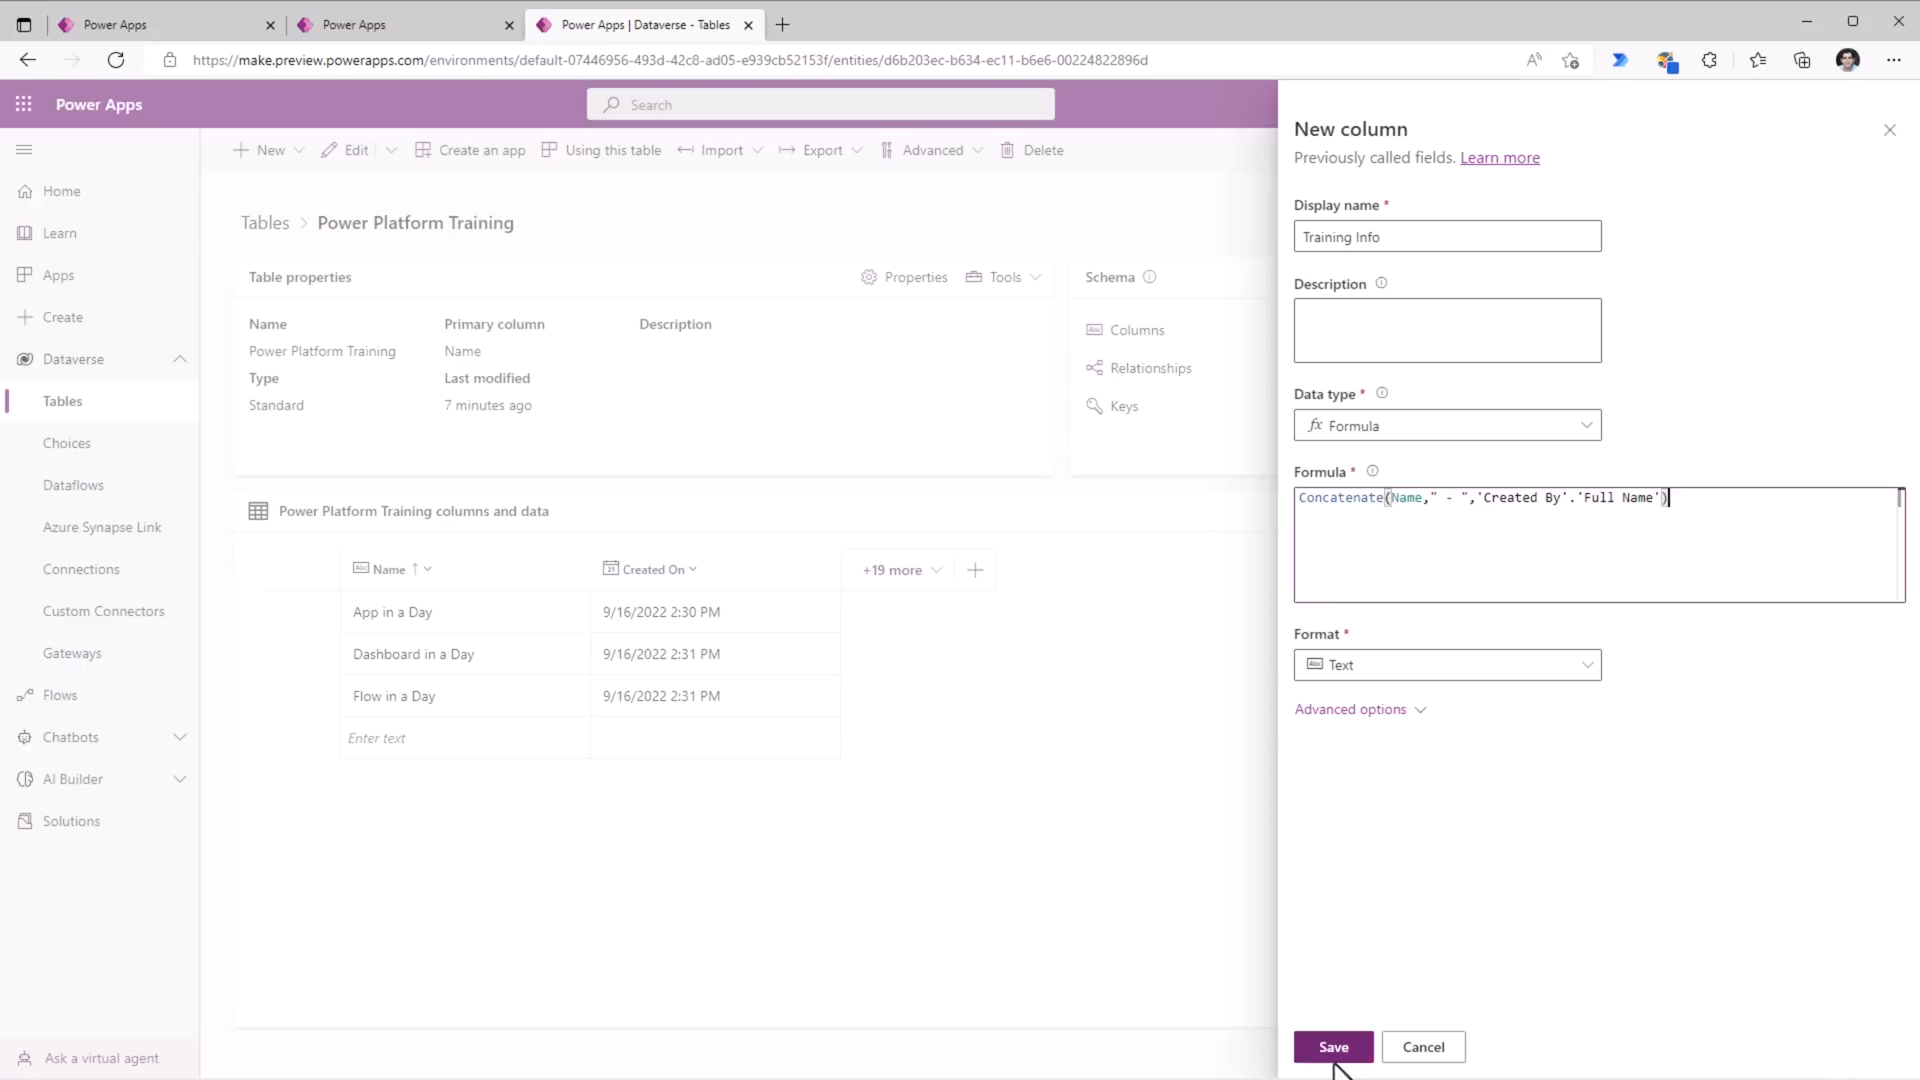 Power Apps
Power Apps
Power Apps | Dataverse - Tables
https://make.preview.powerapps.com/environments/default-07446956-493d-42c8-ad05-e939cb52153f/entities/d6b203ec-b634-ec11-b6e6-00224822896d
Power Apps
Search
New
Edit
Create an app
Using this table
Import
Export
Advanced
Delete
Home
Learn
Apps
Create
Dataverse
Tables
Choices
Dataflows
Azure Synapse Link
Connections
Custom Connectors
Gateways
Flows
Chatbots
AI Builder
Solutions
Ask a virtual agent
Tables > Power Platform Training
Table properties
Properties
Tools
Name Primary column Description
Power Platform Training Name
Type Last modified
Standard 7 minutes ago
Schema
Columns
Relationships
Keys
Power Platform Training columns and data
Abc Name ↑ 21 Created On +19 more
App in a Day 9/16/2022 2:30 PM
Dashboard in a Day 9/16/2022 2:31 PM
Flow in a Day 9/16/2022 2:31 PM
Enter text
New column
Previously called fields. Learn more
Display name *
Training Info
Description
Data type *
fx Formula
Formula *
Concatenate(Name," - ",'Created By'.'Full Name')
Format *
Abc Text
Advanced options
Save
Cancel